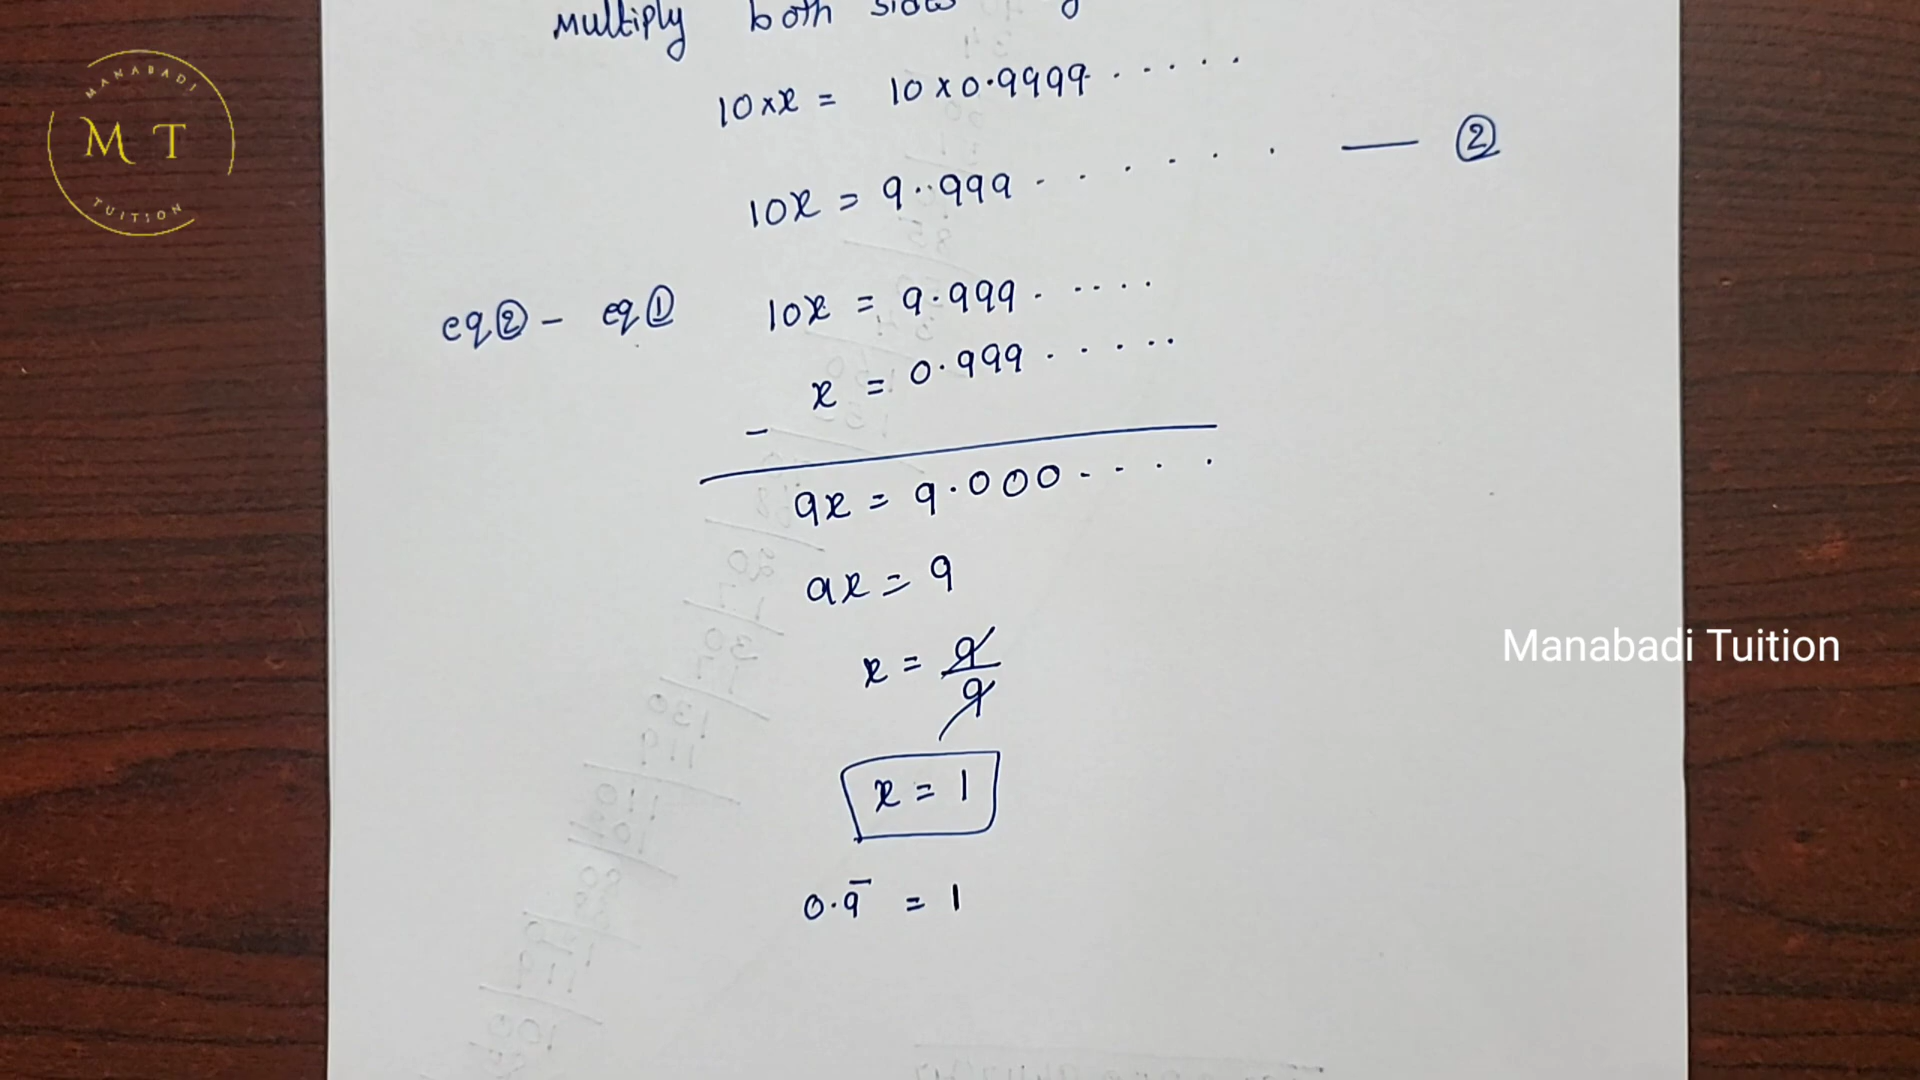 MANABADI
M T
TUITION
multiply both sides
10×x = 10×0.9999.....
10x = 9..999...... — ②
eq② - eq① 10x = 9.999.....
x = 0.999.....
-
9x = 9.000....
9x = 9
x = 9/9
x = 1
0.9̅ = 1
Manabadi Tuition